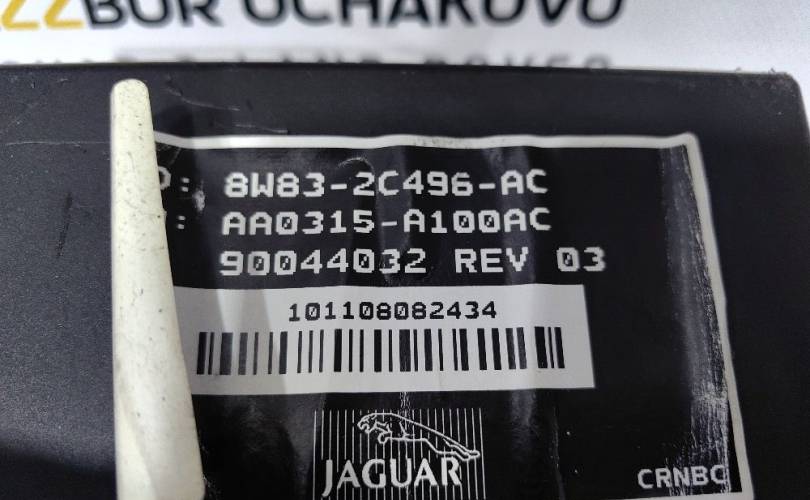 ZZBOR OCHAKOVO
: 8W83-2C496-AC
: AA0315-A100AC
90044032 REV 03
101108082434
JAGUAR
CRNBC